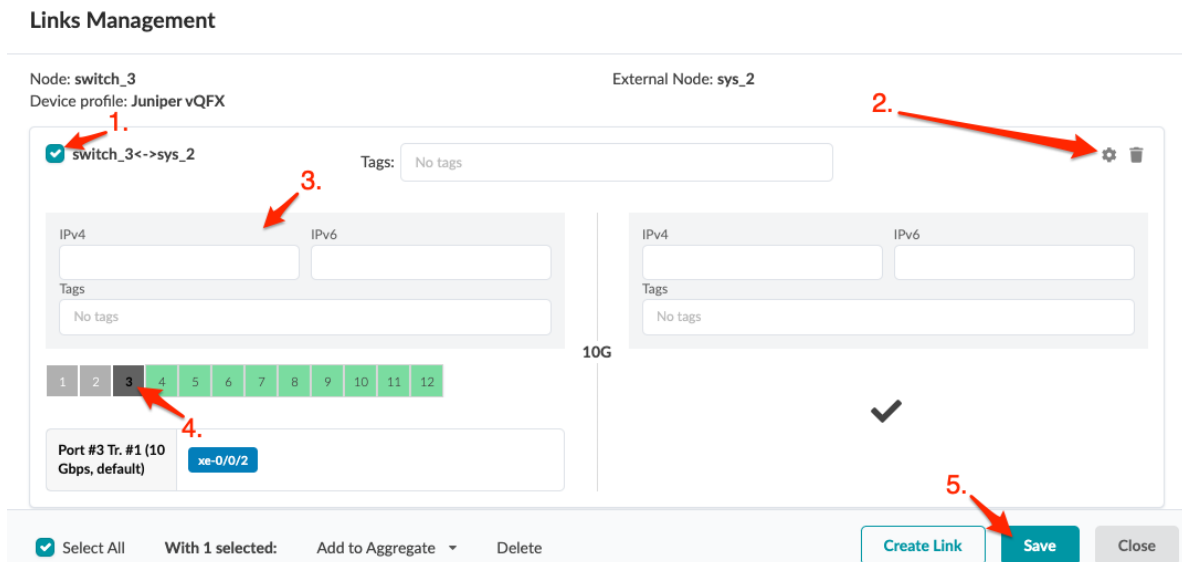 Links Management
Node: switch_3
External Node: sys_2
Device profile: Juniper vQFX
1.
2.
switch_3<->sys_2
Tags: No tags
3.
IPv4 IPv6
IPv4 IPv6
Tags
Tags
No tags
No tags
10G
1 2 3 4 5 6 7 8 9 10 11 12
4.
Port #3 Tr. #1 (10
Gbps, default)
xe-0/0/2
5.
Select All With 1 selected: Add to Aggregate Delete Create Link Save Close